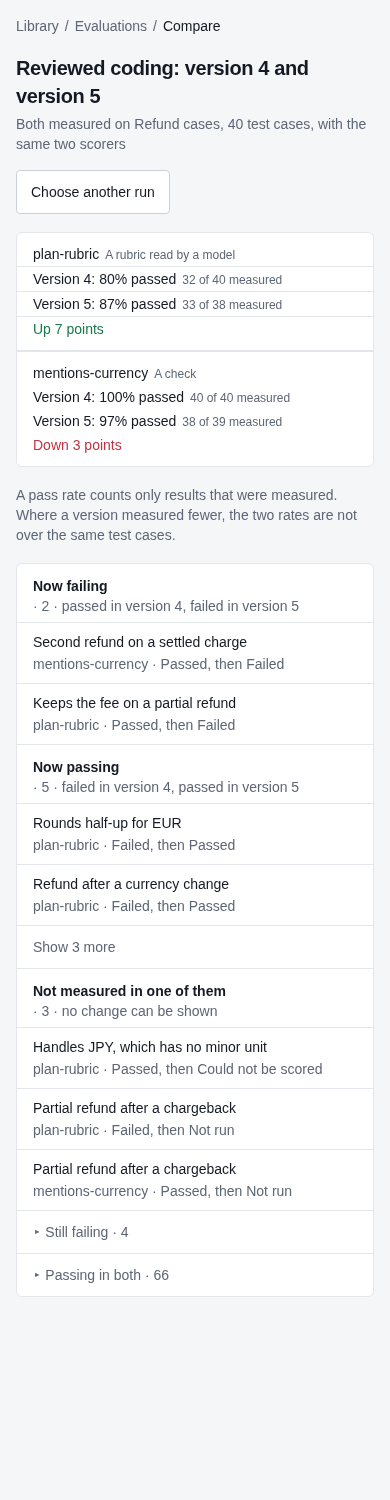 Library / Evaluations / Compare
Reviewed coding: version 4 and
version 5
Both measured on Refund cases, 40 test cases, with the
same two scorers
Choose another run
plan-rubric A rubric read by a model
Version 4: 80% passed 32 of 40 measured
Version 5: 87% passed 33 of 38 measured
Up 7 points
mentions-currency A check
Version 4: 100% passed 40 of 40 measured
Version 5: 97% passed 38 of 39 measured
Down 3 points
A pass rate counts only results that were measured.
Where a version measured fewer, the two rates are not
over the same test cases.
Now failing
· 2 · passed in version 4, failed in version 5
Second refund on a settled charge
mentions-currency · Passed, then Failed
Keeps the fee on a partial refund
plan-rubric · Passed, then Failed
Now passing
· 5 · failed in version 4, passed in version 5
Rounds half-up for EUR
plan-rubric · Failed, then Passed
Refund after a currency change
plan-rubric · Failed, then Passed
Show 3 more
Not measured in one of them
· 3 · no change can be shown
Handles JPY, which has no minor unit
plan-rubric · Passed, then Could not be scored
Partial refund after a chargeback
plan-rubric · Failed, then Not run
Partial refund after a chargeback
mentions-currency · Passed, then Not run
▸ Still failing · 4
▸ Passing in both · 66